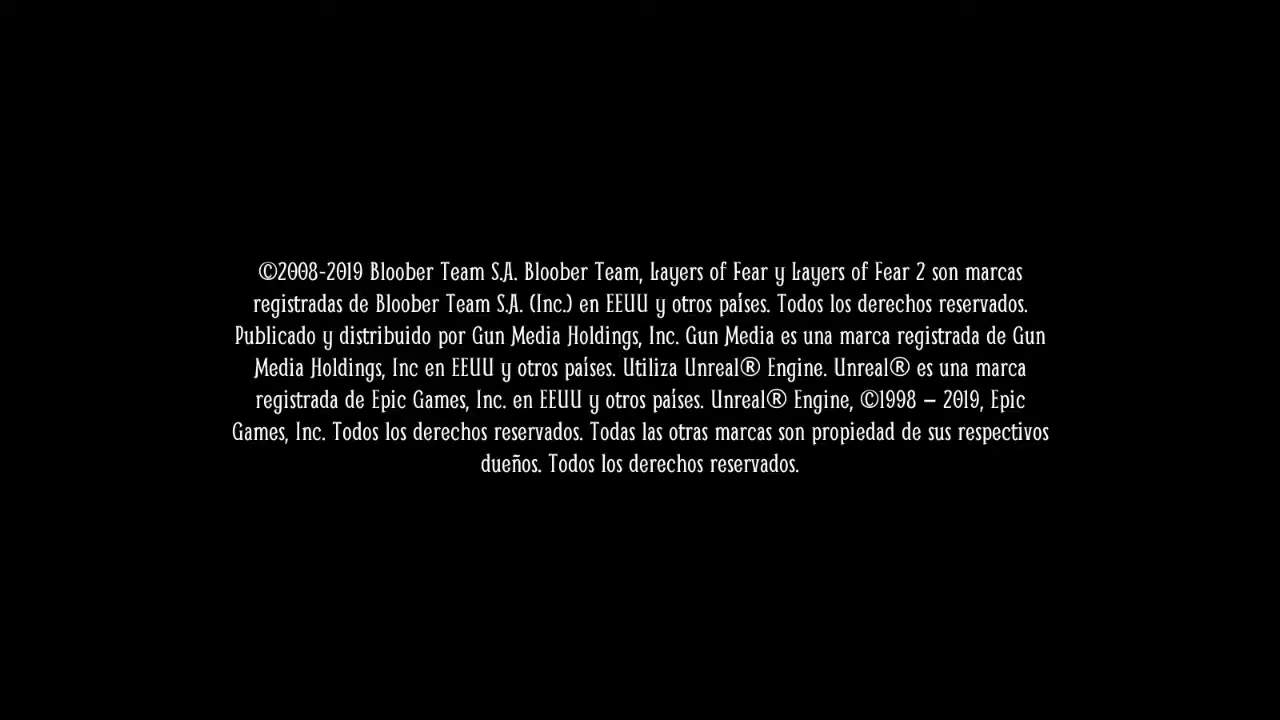 ©2008-2019 Bloober Team S.A. Bloober Team, Layers of Fear y Layers of Fear 2 son marcas
registradas de Bloober Team S.A. (Inc.) en EEUU y otros países. Todos los derechos reservados.
Publicado y distribuido por Gun Media Holdings, Inc. Gun Media es una marca registrada de Gun
Media Holdings, Inc en EEUU y otros países. Utiliza Unreal® Engine. Unreal® es una marca
registrada de Epic Games, Inc. en EEUU y otros países. Unreal® Engine, ©1998 – 2019, Epic
Games, Inc. Todos los derechos reservados. Todas las otras marcas son propiedad de sus respectivos
dueños. Todos los derechos reservados.